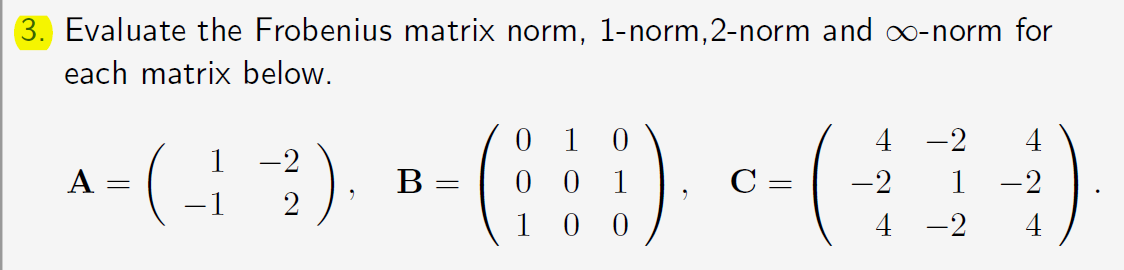 3. Evaluate the Frobenius matrix norm, 1-norm,2-norm and ∞-norm for
each matrix below.
A = ( 1 −2 ; −1 2 ), B = ( 0 1 0 ; 0 0 1 ; 1 0 0 ), C = ( 4 −2 4 ; −2 1 −2 ; 4 −2 4 ).